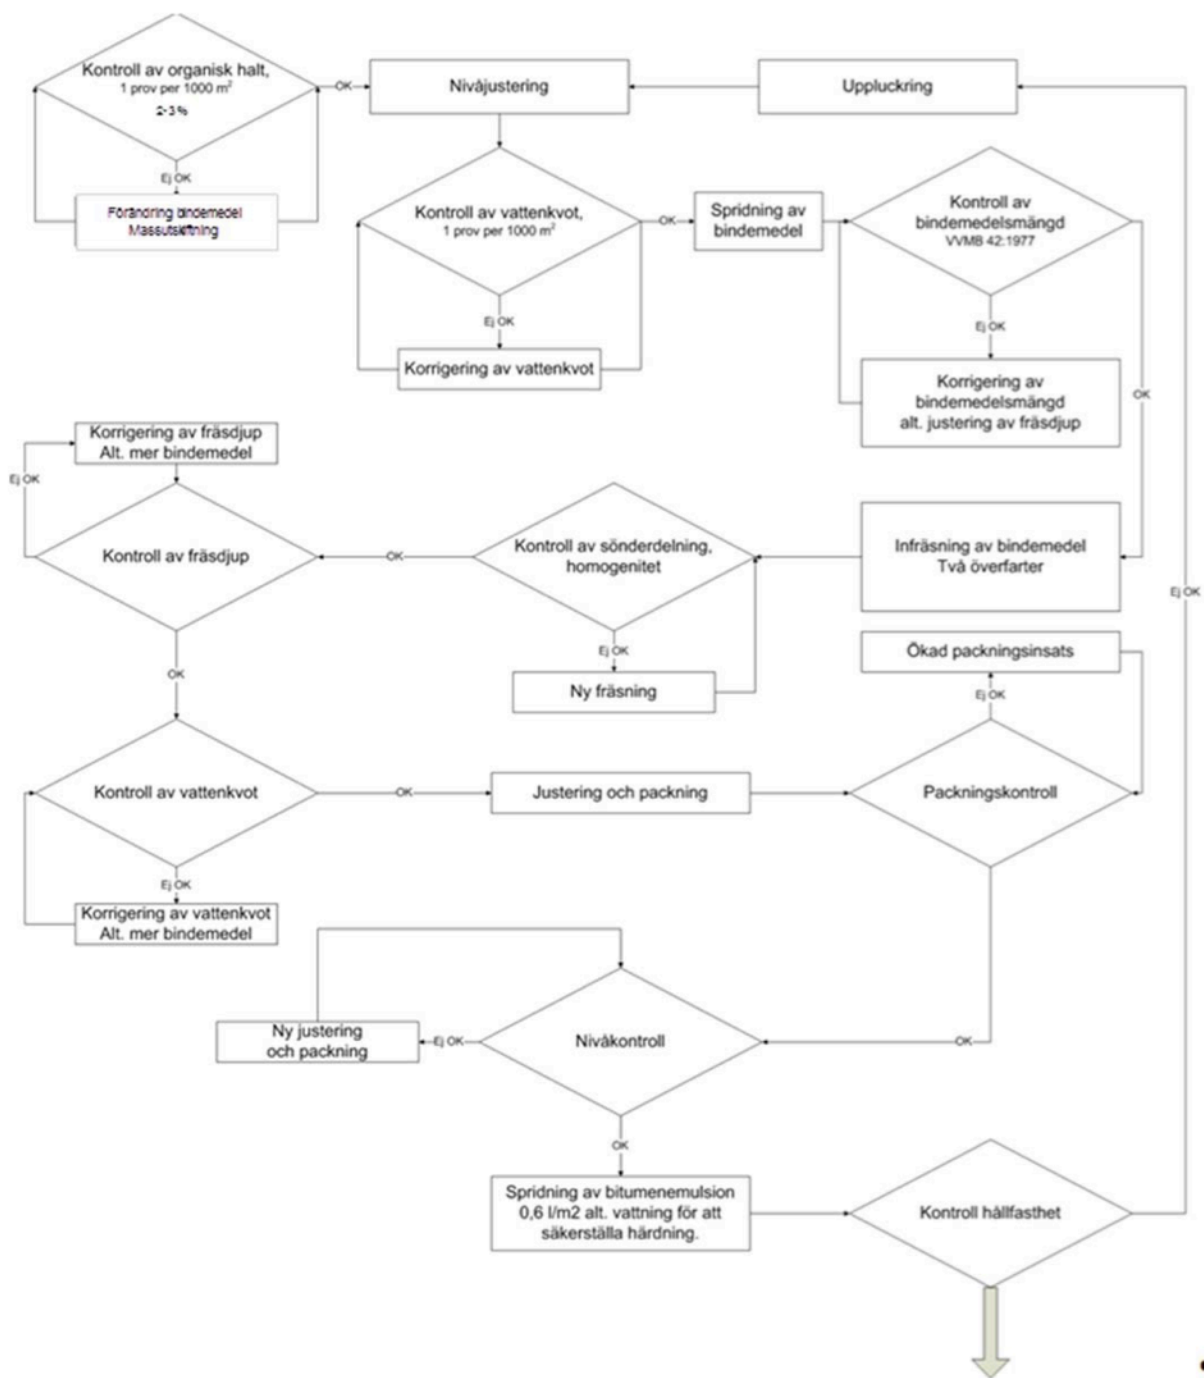 Kontroll av organisk halt,
1 prov per 1000 m²
2-3 %
OK
Nivåjustering
Uppluckring
Ej OK
Förändring bindemedel
Massutskiftning
Kontroll av vattenkvot,
1 prov per 1000 m²
OK
Spridning av
bindemedel
Kontroll av
bindemedelsmängd
VVMB 42:1977
Ej OK
Korrigering av vattenkvot
Ej OK
Korrigering av
bindemedelsmängd
alt. justering av fräsdjup
OK
Korrigering av fräsdjup
Alt. mer bindemedel
Ej OK
Kontroll av fräsdjup
OK
Kontroll av sönderdelning,
homogenitet
Infräsning av bindemedel
Två överfarter
Ej OK
Ej OK
Ny fräsning
Ökad packningsinsats
Ej OK
OK
Kontroll av vattenkvot
OK
Justering och packning
Packningskontroll
Ej OK
Korrigering av vattenkvot
Alt. mer bindemedel
Ny justering
och packning
Ej OK
Nivåkontroll
OK
OK
Spridning av bitumenemulsion
0,6 l/m2 alt. vattning för att
säkerställa härdning.
Kontroll hållfasthet